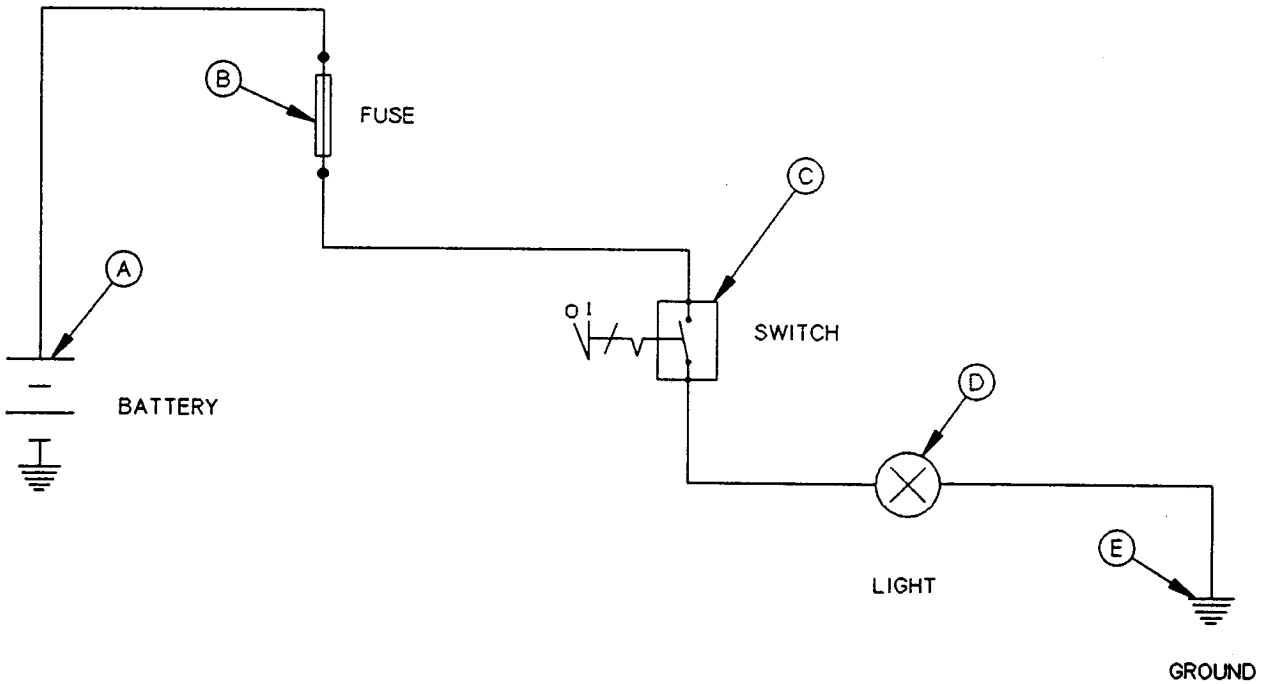 B
FUSE
C
A
O I
SWITCH
D
BATTERY
E
LIGHT
GROUND